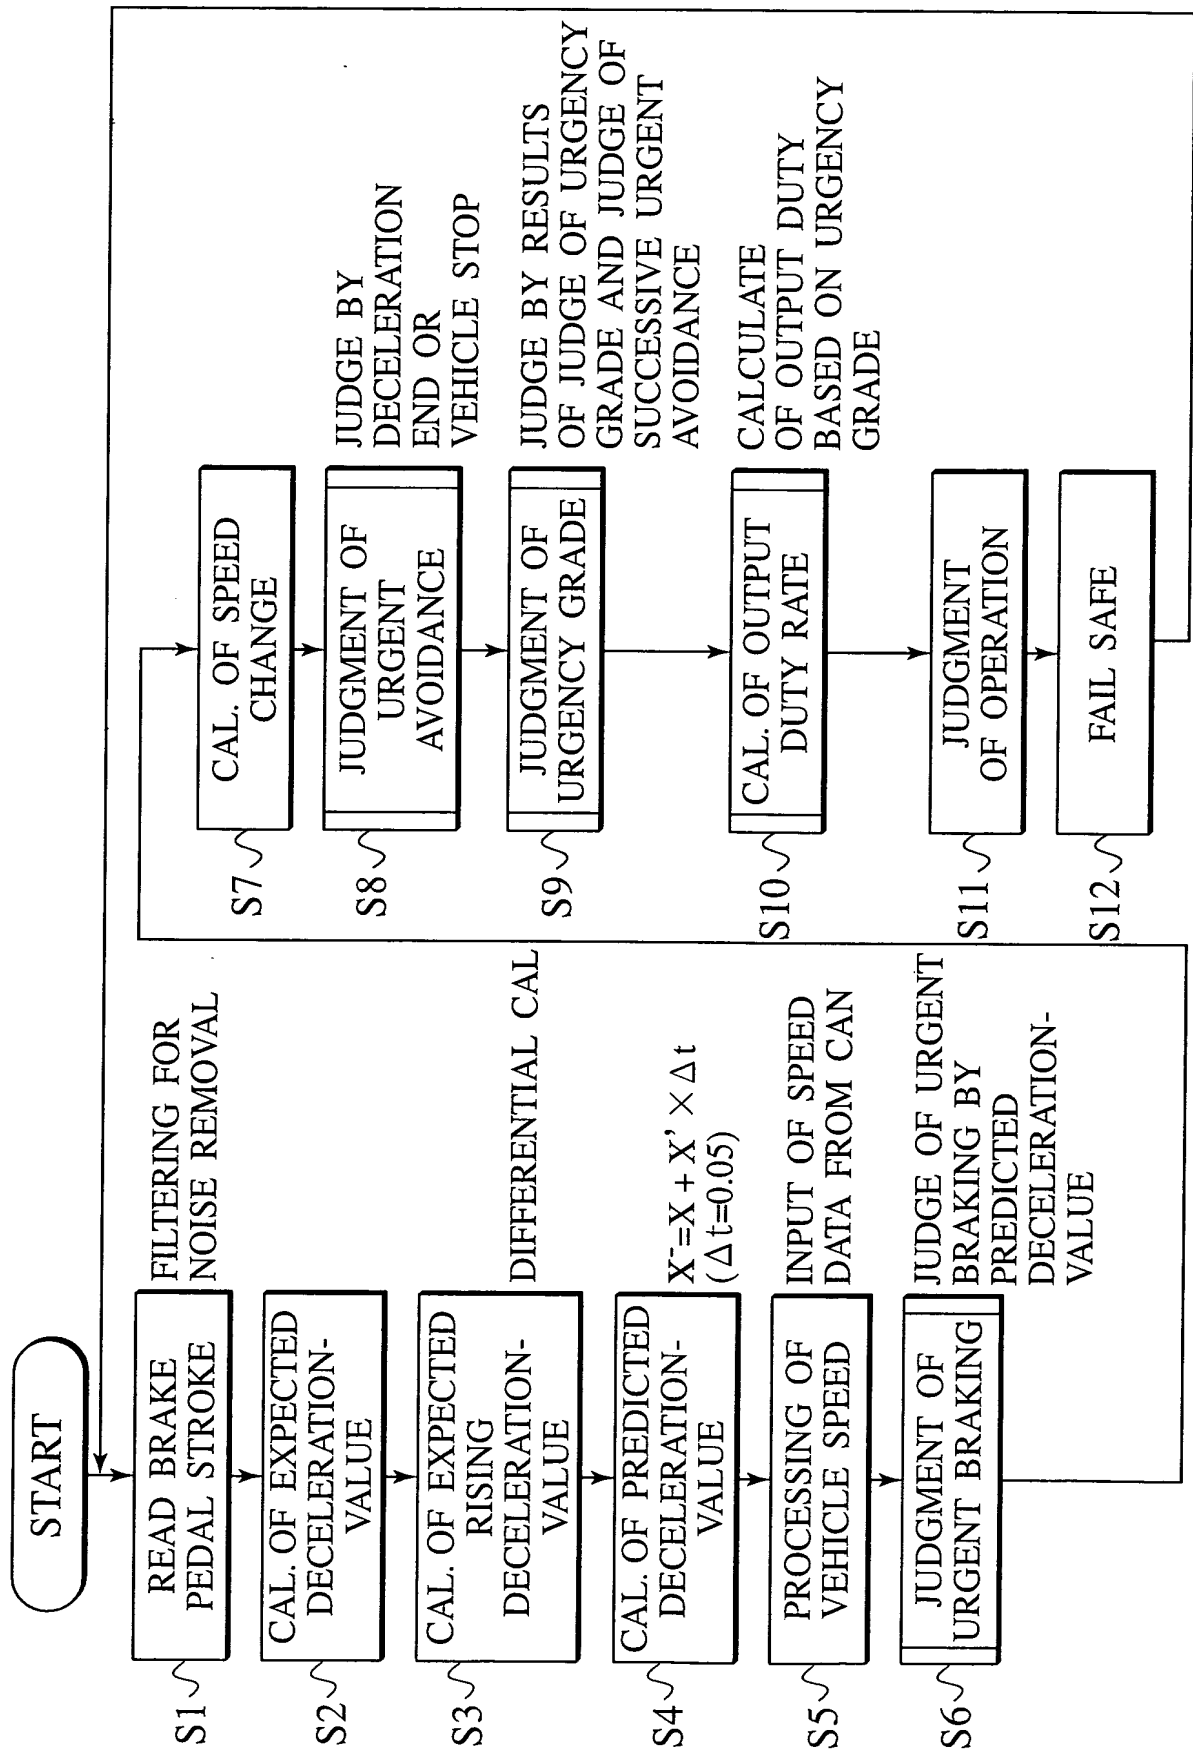 START
S1
READ BRAKE
PEDAL STROKE
FILTERING FOR
NOISE REMOVAL
S2
CAL. OF EXPECTED
DECELERATION-
VALUE
S3
CAL. OF EXPECTED
RISING
DECELERATION-
VALUE
DIFFERENTIAL CAL
S4
CAL. OF PREDICTED
DECELERATION-
VALUE
X⁻=X + X' × Δt
(Δt=0.05)
S5
PROCESSING OF
VEHICLE SPEED
INPUT OF SPEED
DATA FROM CAN
S6
JUDGMENT OF
URGENT BRAKING
JUDGE OF URGENT
BRAKING BY
PREDICTED
DECELERATION-
VALUE
S7
CAL. OF SPEED
CHANGE
S8
JUDGMENT OF
URGENT
AVOIDANCE
JUDGE BY
DECELERATION
END OR
VEHICLE STOP
S9
JUDGMENT OF
URGENCY GRADE
JUDGE BY RESULTS
OF JUDGE OF URGENCY
GRADE AND JUDGE OF
SUCCESSIVE URGENT
AVOIDANCE
S10
CAL. OF OUTPUT
DUTY RATE
CALCULATE
OF OUTPUT DUTY
BASED ON URGENCY
GRADE
S11
JUDGMENT
OF OPERATION
S12
FAIL SAFE